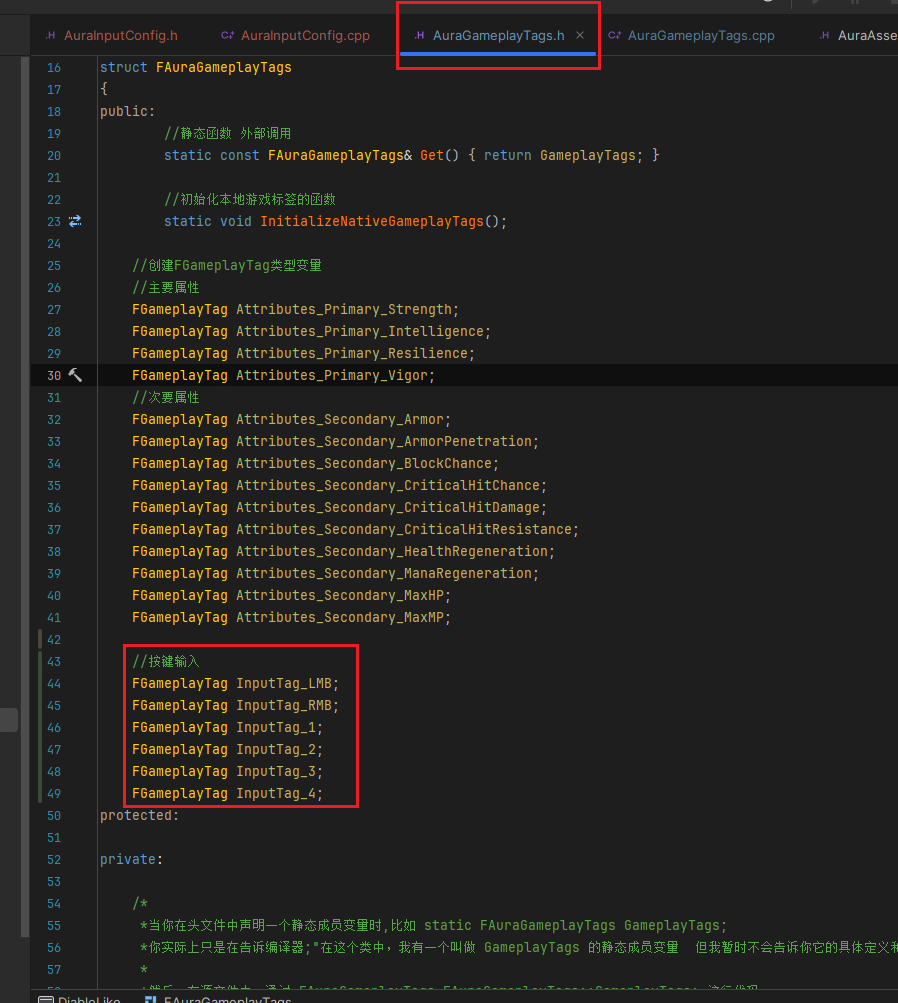 AuraInputConfig.h AuraInputConfig.cpp AuraGameplayTags.h AuraGameplayTags.cpp AuraAsse
16 struct FAuraGameplayTags
17 {
18 public:
19 //静态函数 外部调用
20 static const FAuraGameplayTags& Get() { return GameplayTags; }
21
22 //初始化本地游戏标签的函数
23 static void InitializeNativeGameplayTags();
24
25 //创建FGameplayTag类型变量
26 //主要属性
27 FGameplayTag Attributes_Primary_Strength;
28 FGameplayTag Attributes_Primary_Intelligence;
29 FGameplayTag Attributes_Primary_Resilience;
30 FGameplayTag Attributes_Primary_Vigor;
31 //次要属性
32 FGameplayTag Attributes_Secondary_Armor;
33 FGameplayTag Attributes_Secondary_ArmorPenetration;
34 FGameplayTag Attributes_Secondary_BlockChance;
35 FGameplayTag Attributes_Secondary_CriticalHitChance;
36 FGameplayTag Attributes_Secondary_CriticalHitDamage;
37 FGameplayTag Attributes_Secondary_CriticalHitResistance;
38 FGameplayTag Attributes_Secondary_HealthRegeneration;
39 FGameplayTag Attributes_Secondary_ManaRegeneration;
40 FGameplayTag Attributes_Secondary_MaxHP;
41 FGameplayTag Attributes_Secondary_MaxMP;
42
43 //按键输入
44 FGameplayTag InputTag_LMB;
45 FGameplayTag InputTag_RMB;
46 FGameplayTag InputTag_1;
47 FGameplayTag InputTag_2;
48 FGameplayTag InputTag_3;
49 FGameplayTag InputTag_4;
50 protected:
51
52 private:
53
54 /*
55 *当你在头文件中声明一个静态成员变量时,比如 static FAuraGameplayTags GameplayTags;
56 *你实际上只是在告诉编译器;"在这个类中，我有一个叫做 GameplayTags 的静态成员变量 但我暂时不会告诉你它的具体定义和
57 *
DiabloLike FAuraGameplayTags